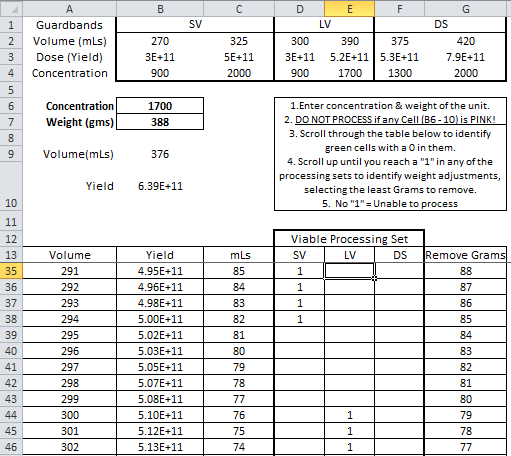 A B C D E F G
1 Guardbands SV LV DS
2 Volume (mLs) 270 325 300 390 375 420
3 Dose (Yield) 3E+11 5E+11 3E+11 5.2E+11 5.3E+11 7.9E+11
4 Concentration 900 2000 900 1700 1300 2000
5
6 Concentration 1700 1.Enter concentration & weight of the unit.
7 Weight (gms) 388 2. DO NOT PROCESS if any Cell (B6 - 10) is PINK!
8 3. Scroll through the table below to identify
green cells with a 0 in them.
9 Volume(mLs) 376 4. Scroll up until you reach a "1" in any of the
processing sets to identify weight adjustments,
Yield 6.39E+11 selecting the least Grams to remove.
10 5. No "1" = Unable to process
11
12 Viable Processing Set
13 Volume Yield mLs SV LV DS Remove Grams
35 291 4.95E+11 85 1 88
36 292 4.96E+11 84 1 87
37 293 4.98E+11 83 1 86
38 294 5.00E+11 82 1 85
39 295 5.02E+11 81 84
40 296 5.03E+11 80 83
41 297 5.05E+11 79 82
42 298 5.07E+11 78 81
43 299 5.08E+11 77 80
44 300 5.10E+11 76 1 79
45 301 5.12E+11 75 1 78
46 302 5.13E+11 74 1 77